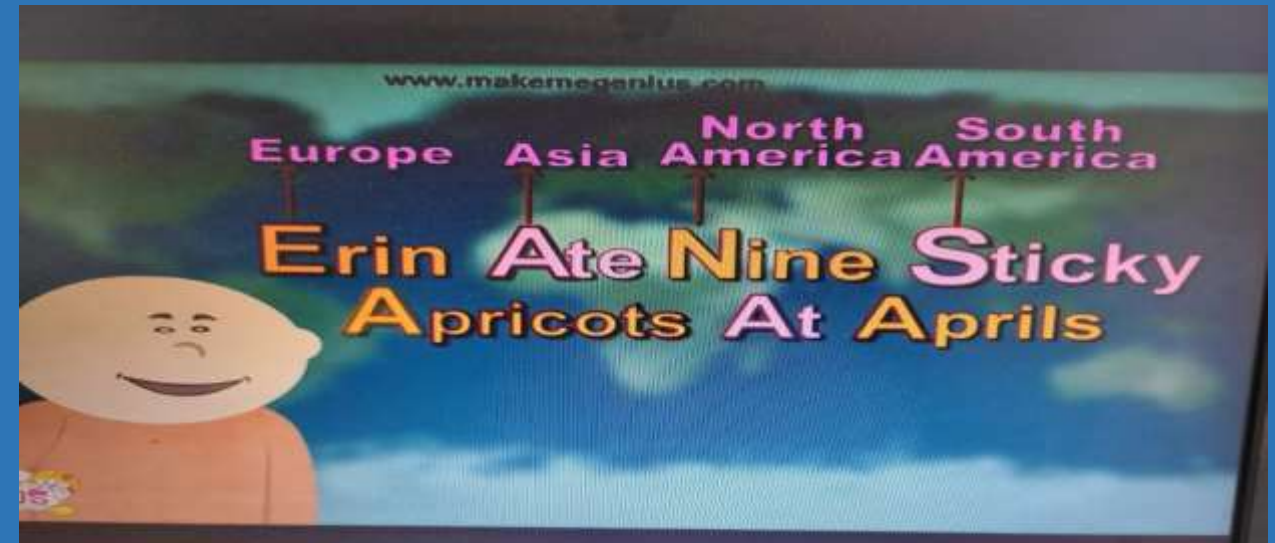 www.makemegenius.com
Europe Asia North America South America
Erin Ate Nine Sticky
Apricots At Aprils